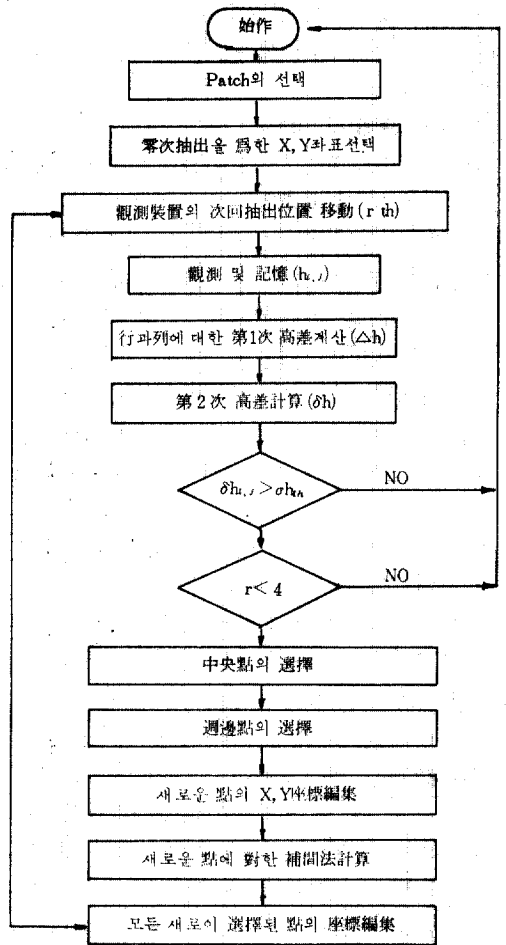 始作
Patch의 선택
零次抽出을 爲한 X, Y좌표선택
觀測裝置의 次回抽出位置 移動(r th)
觀測 및 記憶(hi,j)
行과列에 대한 第1次 高差계산(△h)
第2次 高差計算(δh)
δhi,j>σhth
NO
r<4
NO
中央點의 選擇
週邊點의 選擇
새로운 點의 X, Y座標編集
새로운 點에 對한 補間法計算
모든 새로이 選擇된 點의 座標編集